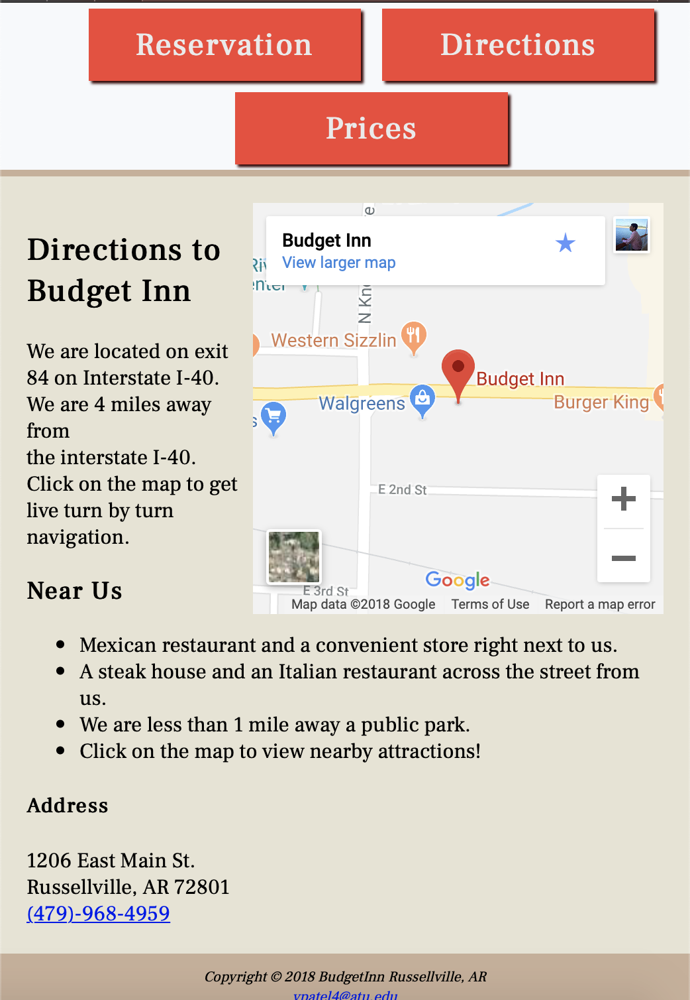 Reservation
Directions
Prices
Directions to
Budget Inn
We are located on exit
84 on Interstate I-40.
We are 4 miles away
from
the interstate I-40.
Click on the map to get
live turn by turn
navigation.
Budget Inn
View larger map
N Kno
e
Riv
enter
Western Sizzlin
Budget Inn
Walgreens
Burger King
s
E 2nd St
E 3rd St
Google
Map data ©2018 Google Terms of Use Report a map error
Near Us
Mexican restaurant and a convenient store right next to us.
A steak house and an Italian restaurant across the street from
us.
We are less than 1 mile away a public park.
Click on the map to view nearby attractions!
Address
1206 East Main St.
Russellville, AR 72801
(479)-968-4959
Copyright © 2018 BudgetInn Russellville, AR
vpatel4@atu.edu